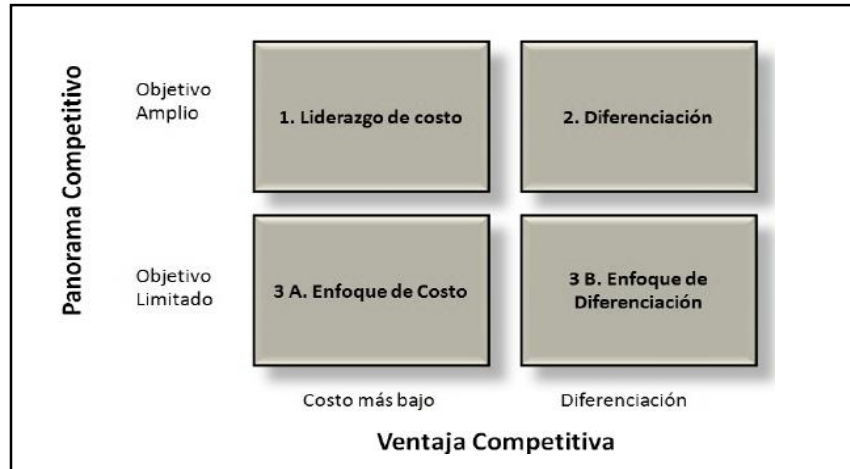 Panorama Competitivo
Objetivo
Amplio
1. Liderazgo de costo
2. Diferenciación
Objetivo
Limitado
3 A. Enfoque de Costo
3 B. Enfoque de
Diferenciación
Costo más bajo
Diferenciación
Ventaja Competitiva